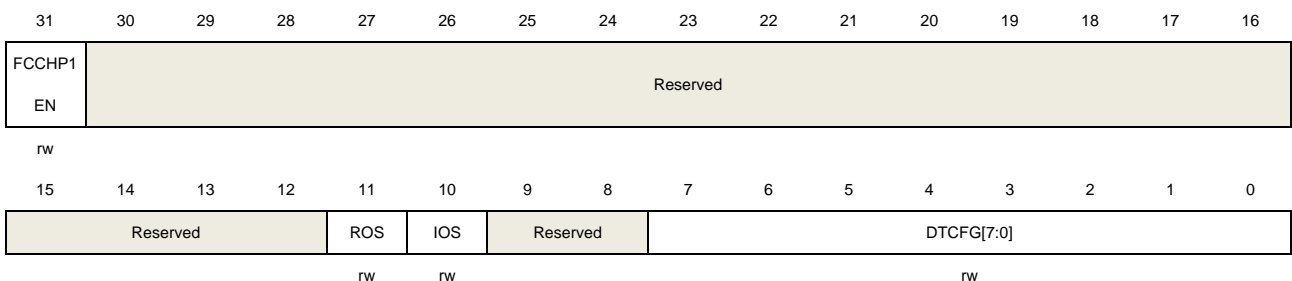 31 30 29 28 27 26 25 24 23 22 21 20 19 18 17 16
FCCHP1
EN
Reserved
rw
15 14 13 12 11 10 9 8 7 6 5 4 3 2 1 0
Reserved ROS IOS Reserved DTCFG[7:0]
rw rw rw